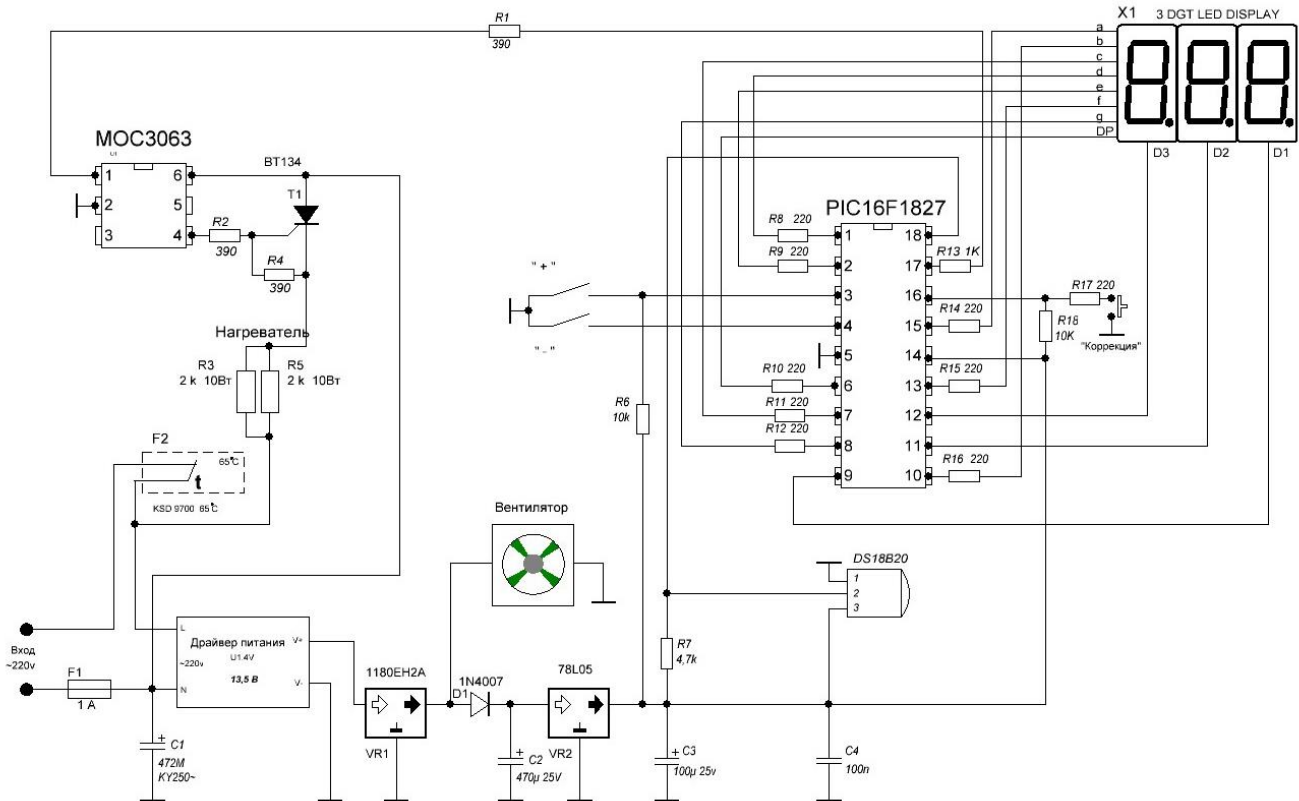 R1
390
X1 3 DGT LED DISPLAY
a
b
c
d
e
f
g
DP
D3 D2 D1
MOC3063
1 6
2 5
3 4
BT134
T1
R2
390
R4
390
Нагреватель
R3
2 k 10Вт
R5
2 k 10Вт
F2
65°C
t
KSD 9700 65°C
PIC16F1827
1 18
2 17
3 16
4 15
5 14
6 13
7 12
8 11
9 10
R8 220
R9 220
R10 220
R11 220
R12 220
R13 1K
R14 220
R15 220
R16 220
R17 220
R18
10K
"Коррекция"
" + "
" - "
R6
10k
Вентилятор
DS18B20
1
2
3
R7
4,7k
Вход
~220v
F1
1 A
L
N
Драйвер питания
~220v
13,5 В
V+
V-
1180ЕН2А
VR1
1N4007
D1
78L05
VR2
C1
472M
KY250~
C2
470µ 25V
C3
100µ 25v
C4
100n